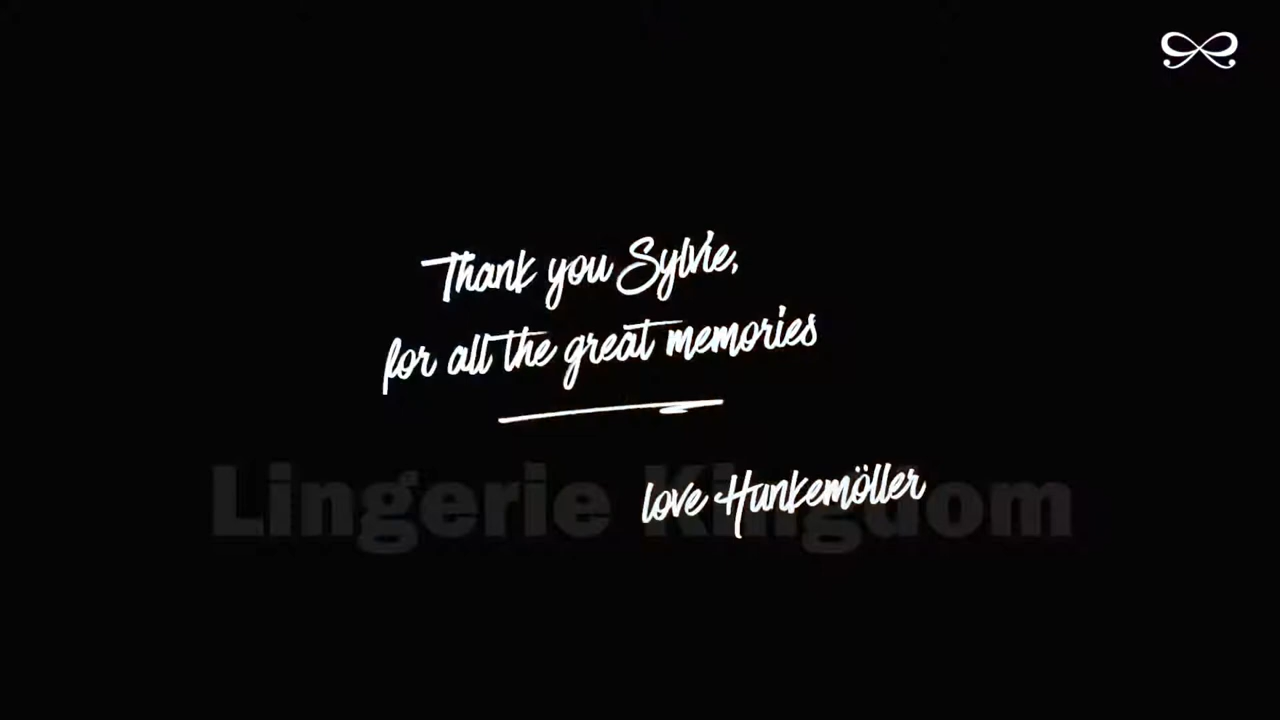 Thank you Sylvie,
for all the great memories
love Hunkemöller
Lingerie Kingdom